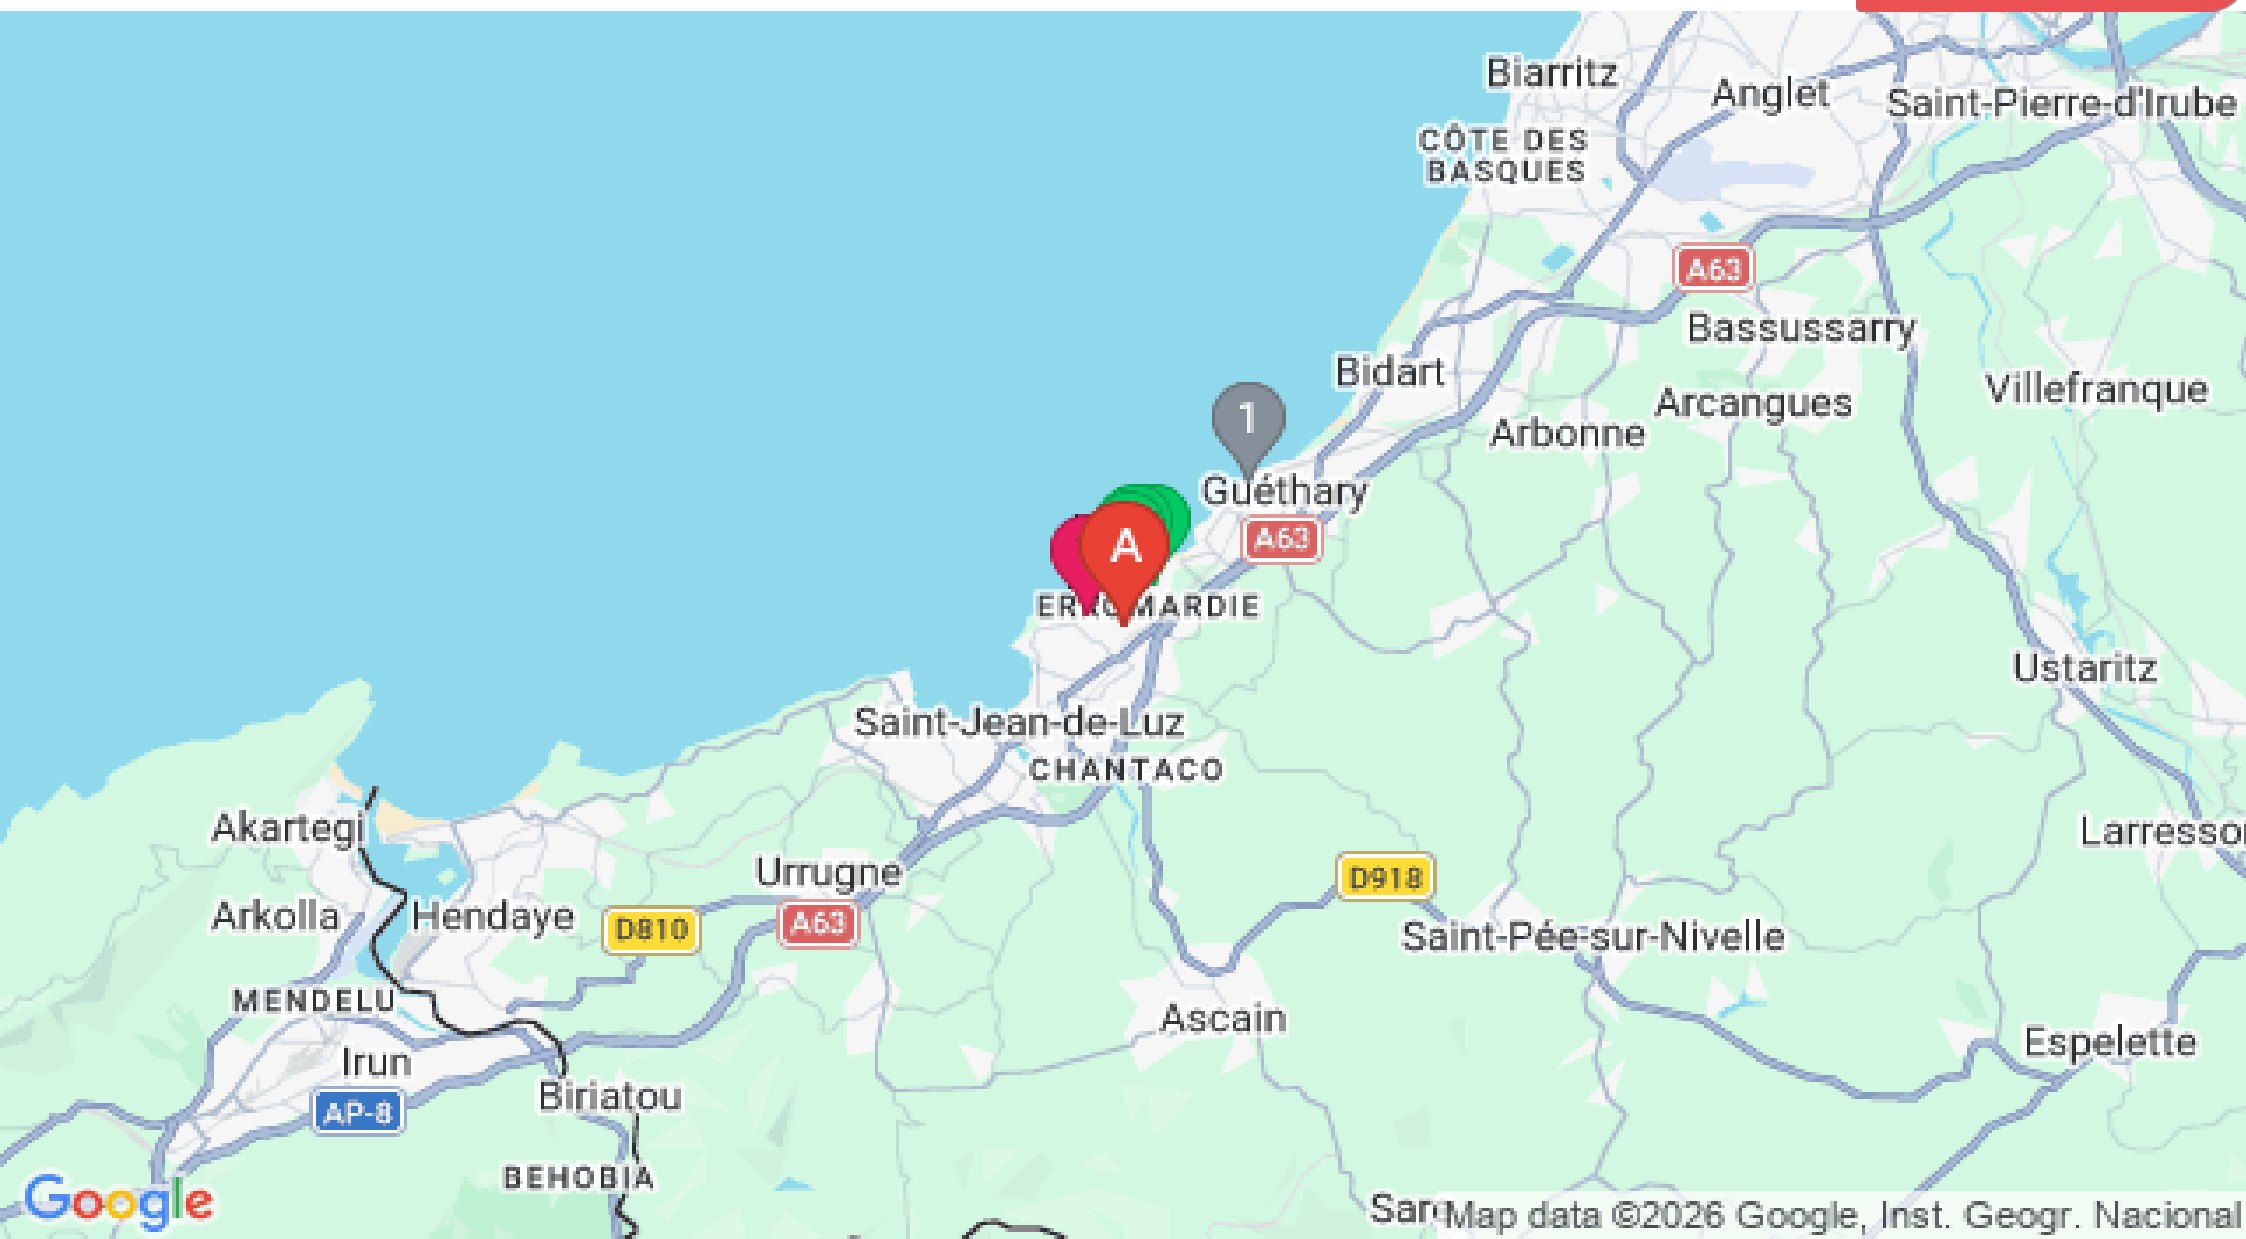 Biarritz
Anglet
Saint-Pierre-d'Irube
CÔTE DES
BASQUES
A63
Bassussarry
Bidart
Villefranque
1
Arcangues
Arbonne
Guéthary
A63
A
Ustaritz
Saint-Jean-de-Luz
CHANTACO
Akartegi
Larresso
Urrugne
D918
Arkolla
Hendaye
D810
A63
Saint-Pée-sur-Nivelle
MENDELU
Ascain
Irun
Espelette
Biriatou
AP-8
BEHOBIA
Google
Map data ©2026 Google, Inst. Geogr. Nacional